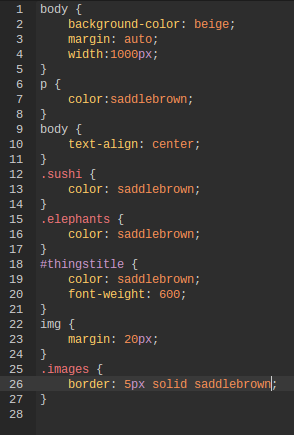 1 body {
2 background-color: beige;
3 margin: auto;
4 width:1000px;
5 }
6 p {
7 color:saddlebrown;
8 }
9 body {
10 text-align: center;
11 }
12 .sushi {
13 color: saddlebrown;
14 }
15 .elephants {
16 color: saddlebrown;
17 }
18 #thingstitle {
19 color: saddlebrown;
20 font-weight: 600;
21 }
22 img {
23 margin: 20px;
24 }
25 .images {
26 border: 5px solid saddlebrown;
27 }
28